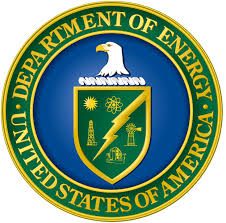 DEPARTMENT OF ENERGY
UNITED STATES OF AMERICA